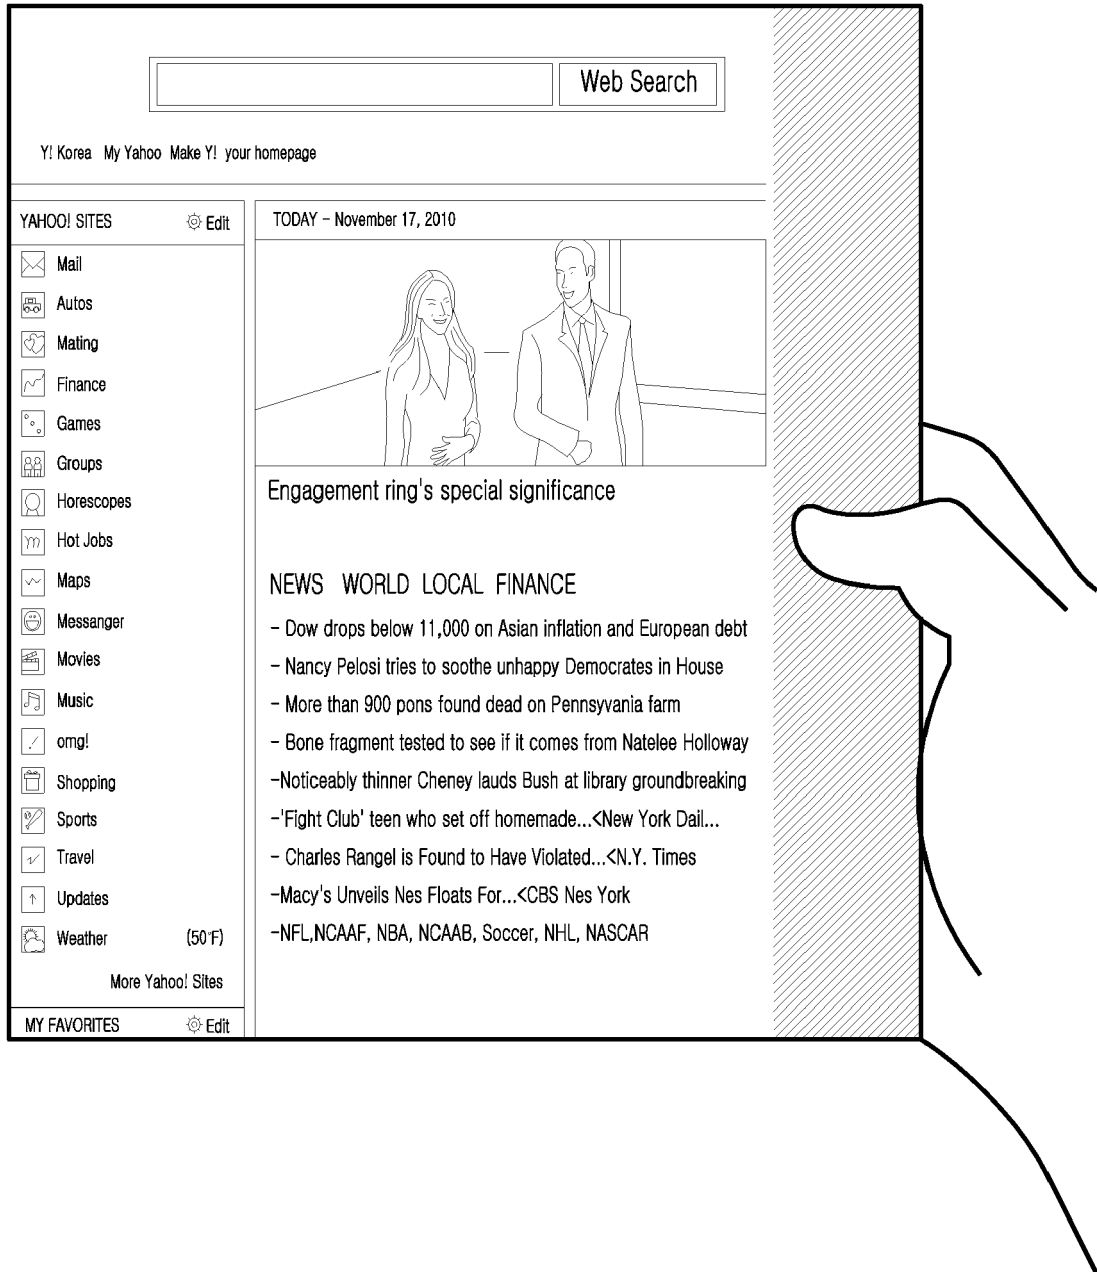 Web Search
Y! Korea My Yahoo Make Y! your homepage
YAHOO! SITES Edit
Mail
Autos
Mating
Finance
Games
Groups
Horescopes
Hot Jobs
Maps
Messanger
Movies
Music
omg!
Shopping
Sports
Travel
Updates
Weather (50°F)
More Yahoo! Sites
MY FAVORITES Edit
TODAY - November 17, 2010
Engagement ring's special significance
NEWS WORLD LOCAL FINANCE
- Dow drops below 11,000 on Asian inflation and European debt
- Nancy Pelosi tries to soothe unhappy Democrates in House
- More than 900 pons found dead on Pennsyvania farm
- Bone fragment tested to see if it comes from Natelee Holloway
-Noticeably thinner Cheney lauds Bush at library groundbreaking
-'Fight Club' teen who set off homemade...<New York Dail...
- Charles Rangel is Found to Have Violated...<N.Y. Times
-Macy's Unveils Nes Floats For...<CBS Nes York
-NFL,NCAAF, NBA, NCAAB, Soccer, NHL, NASCAR